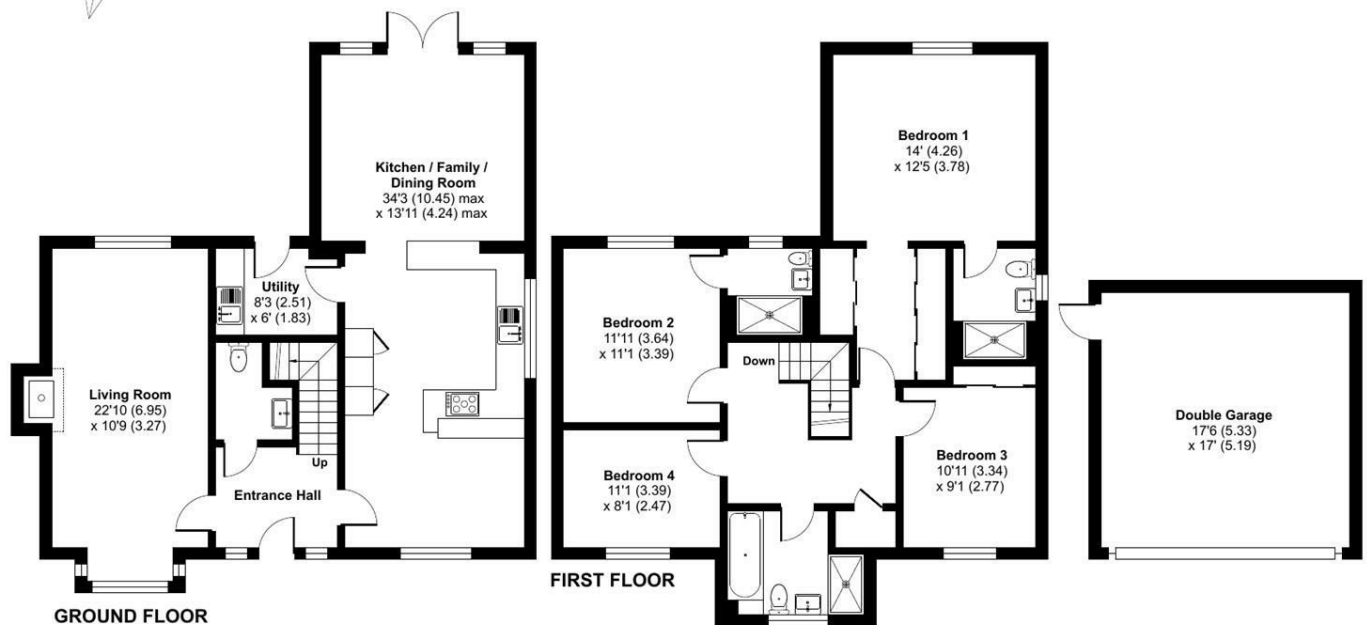 Kitchen / Family /
Dining Room
34'3 (10.45) max
x 13'11 (4.24) max
Utility
8'3 (2.51)
x 6' (1.83)
Living Room
22'10 (6.95)
x 10'9 (3.27)
Up
Entrance Hall
GROUND FLOOR
Bedroom 1
14' (4.26)
x 12'5 (3.78)
Bedroom 2
11'11 (3.64)
x 11'1 (3.39)
Down
Bedroom 4
11'1 (3.39)
x 8'1 (2.47)
Bedroom 3
10'11 (3.34)
x 9'1 (2.77)
FIRST FLOOR
Double Garage
17'6 (5.33)
x 17' (5.19)